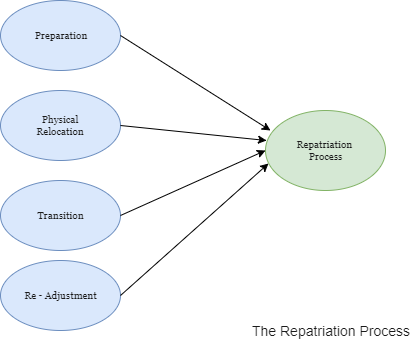 Preparation
Physical
Relocation
Repatriation
Process
Transition
Re - Adjustment
The Repatriation Process